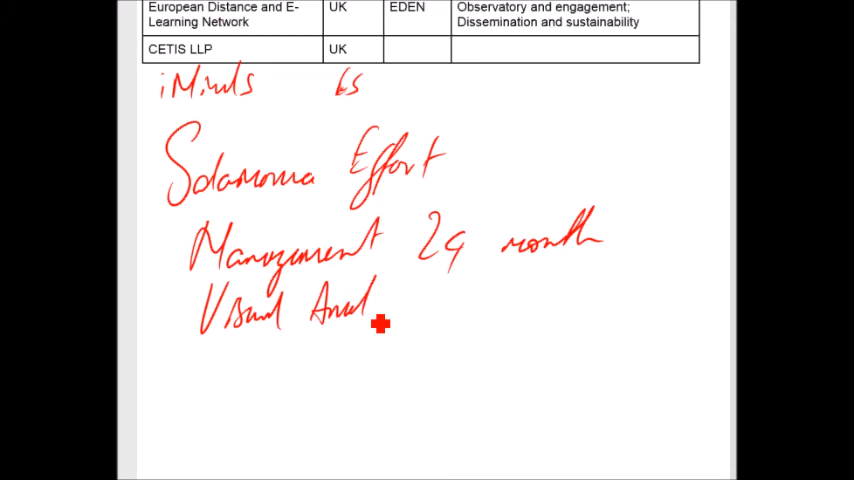 European Distance and E-Learning Network UK EDEN Observatory and engagement; Dissemination and sustainability
CETIS LLP UK
iMinds
Effort
Management 24 month
Visual Anal